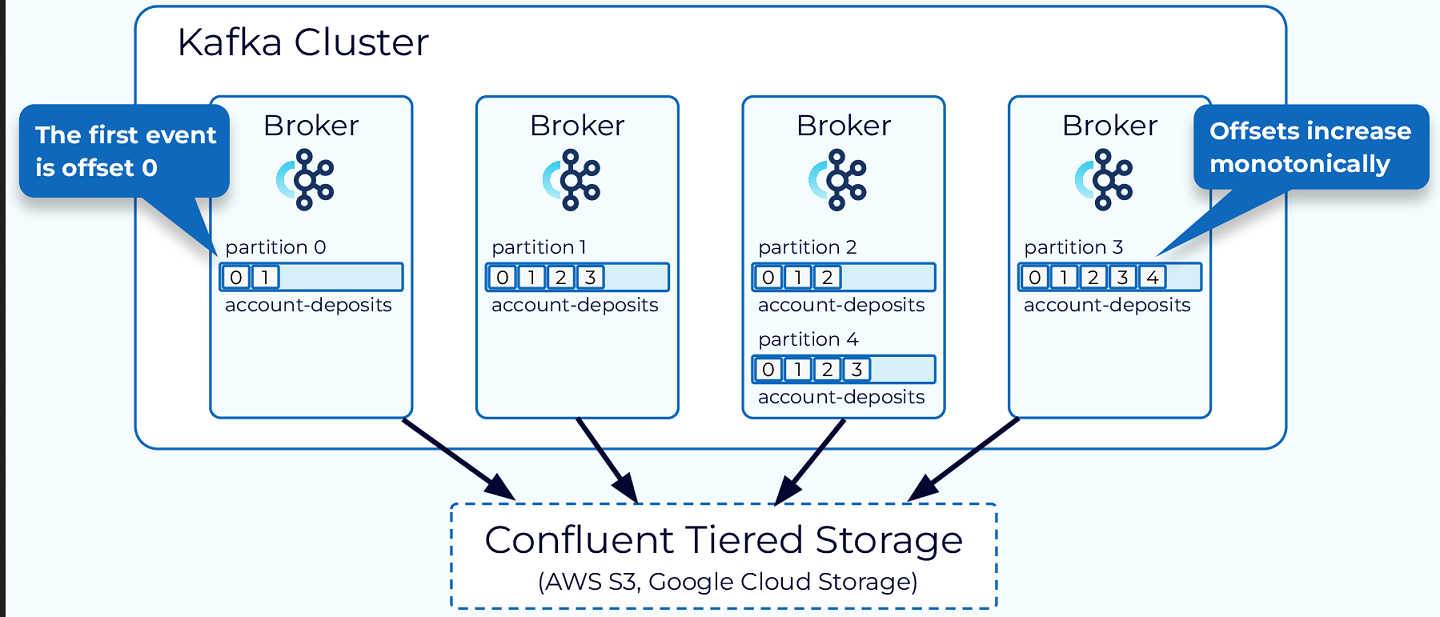 Kafka Cluster
The first event
is offset 0
Broker
partition 0
0 1
account-deposits
Broker
partition 1
0 1 2 3
account-deposits
Broker
partition 2
0 1 2
account-deposits
partition 4
0 1 2 3
account-deposits
Broker
partition 3
0 1 2 3 4
account-deposits
Offsets increase
monotonically
Confluent Tiered Storage
(AWS S3, Google Cloud Storage)